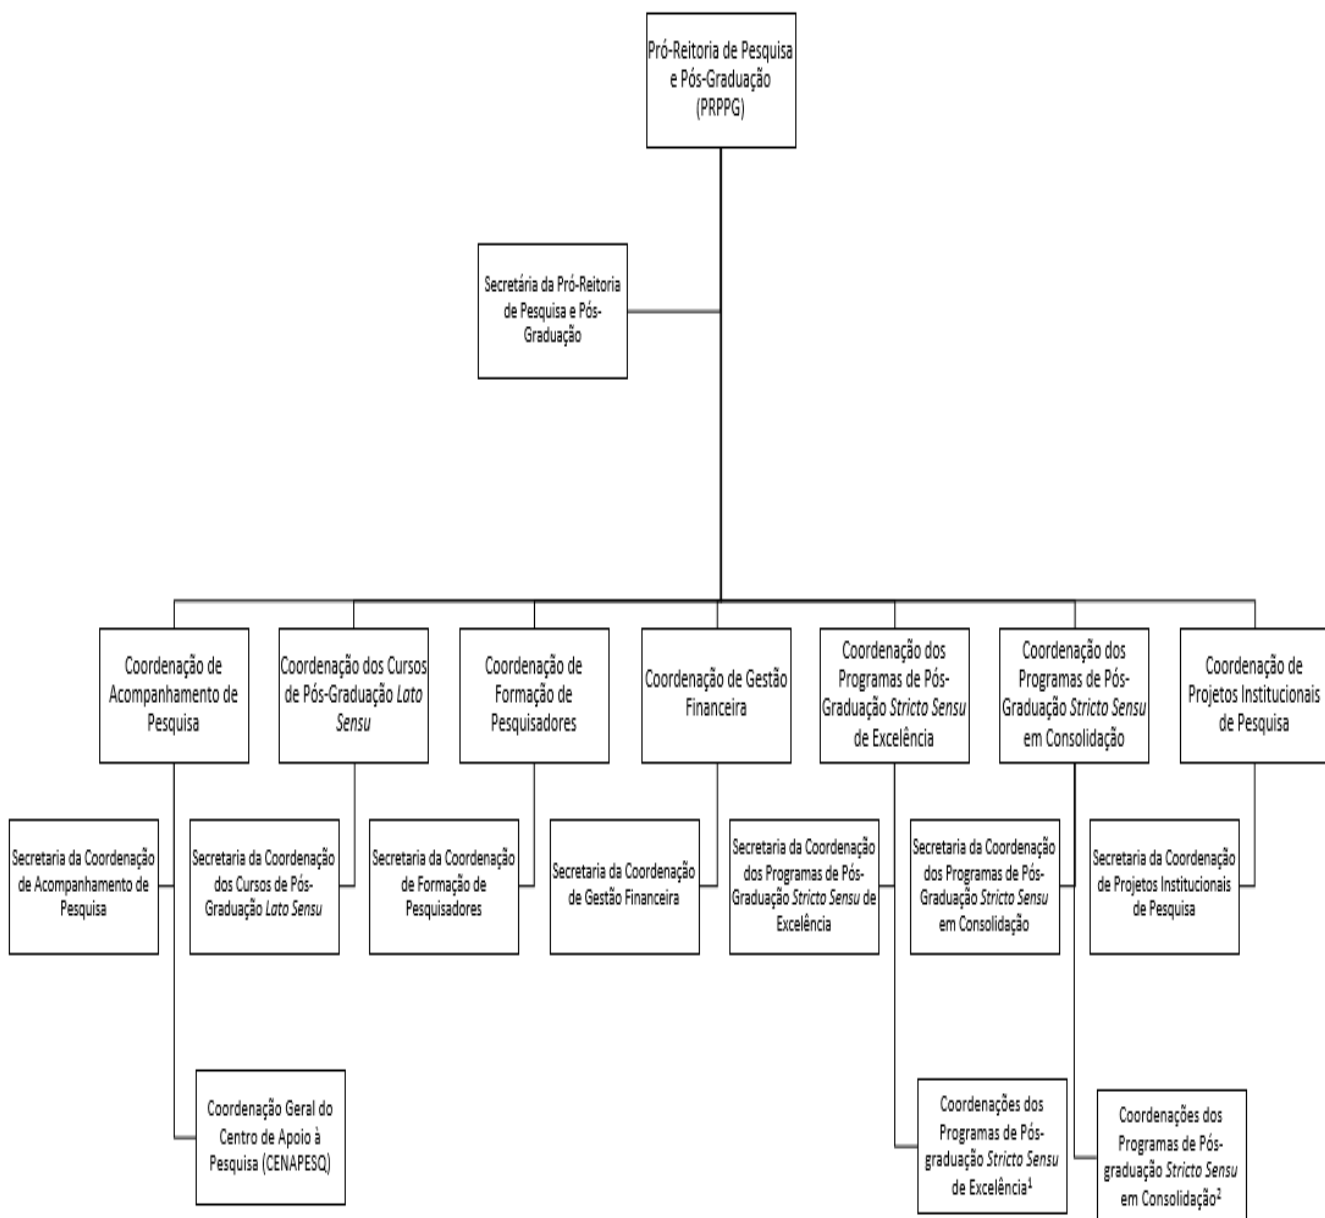 Pró-Reitoria de Pesquisa
e Pós-Graduação
(PRPPG)
Secretária da Pró-Reitoria
de Pesquisa e Pós-
Graduação
Coordenação de
Acompanhamento de
Pesquisa
Coordenação dos Cursos
de Pós-Graduação Lato
Sensu
Coordenação de
Formação de
Pesquisadores
Coordenação de Gestão
Financeira
Coordenação dos
Programas de Pós-
Graduação Stricto Sensu
de Excelência
Coordenação dos
Programas de Pós-
Graduação Stricto Sensu
em Consolidação
Coordenação de
Projetos Institucionais
de Pesquisa
Secretaria da Coordenação
de Acompanhamento de
Pesquisa
Secretaria da Coordenação
dos Cursos de Pós-
Graduação Lato Sensu
Secretaria da Coordenação
de Formação de
Pesquisadores
Secretaria da Coordenação
de Gestão Financeira
Secretaria da Coordenação
dos Programas de Pós-
Graduação Stricto Sensu de
Excelência
Secretaria da Coordenação
dos Programas de Pós-
Graduação Stricto Sensu
em Consolidação
Secretaria da Coordenação
de Projetos Institucionais
de Pesquisa
Coordenação Geral do
Centro de Apoio à
Pesquisa (CENAPESQ)
Coordenações dos
Programas de Pós-
graduação Stricto Sensu
de Excelência¹
Coordenações dos
Programas de Pós-
graduação Stricto Sensu
em Consolidação²